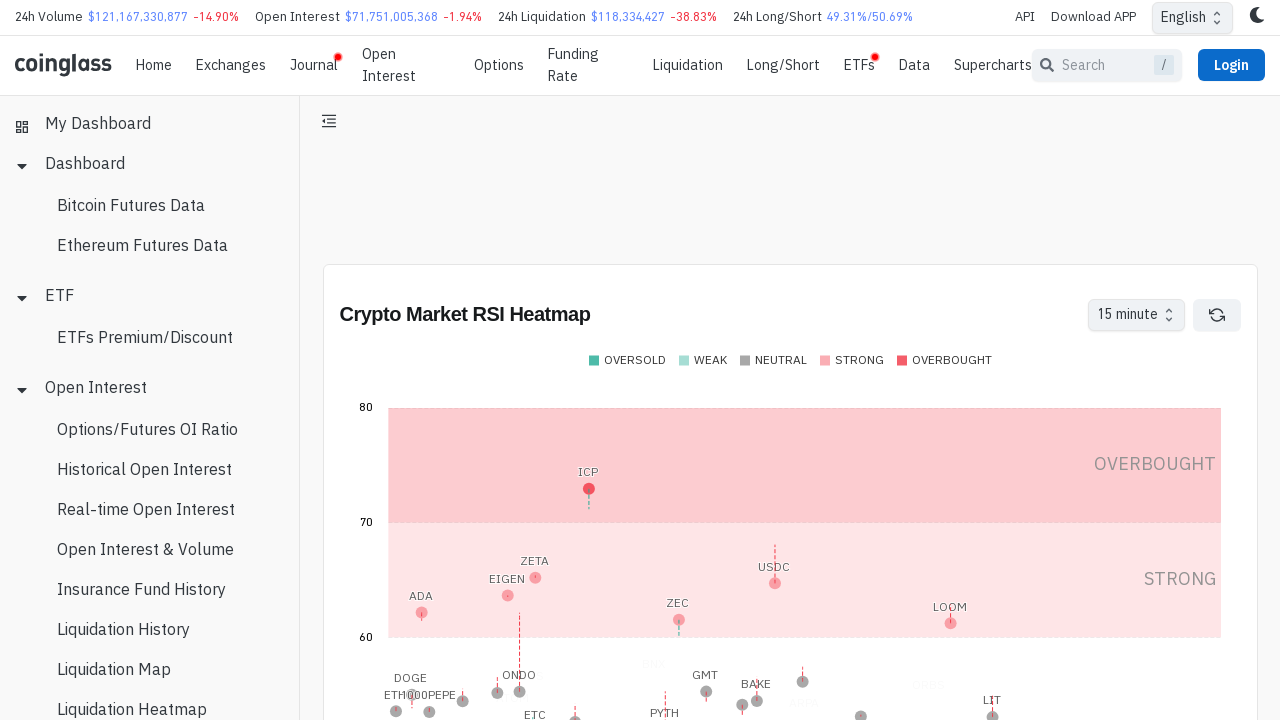 24h Volume $121,167,330,877 -14.90% Open Interest $71,751,005,368 -1.94% 24h Liquidation $118,334,427 -38.83% 24h Long/Short 49.31%/50.69% API Download APP English
coinglass Home Exchanges Journal Open Interest Options Funding Rate Liquidation Long/Short ETFs Data Supercharts Search / Login
My Dashboard
Dashboard
Bitcoin Futures Data
Ethereum Futures Data
ETF
ETFs Premium/Discount
Open Interest
Options/Futures OI Ratio
Historical Open Interest
Real-time Open Interest
Open Interest & Volume
Insurance Fund History
Liquidation History
Liquidation Map
Liquidation Heatmap
Crypto Market RSI Heatmap 15 minute
OVERSOLD WEAK NEUTRAL STRONG OVERBOUGHT
80
OVERBOUGHT
ICP
70
ZETA
USDC
EIGEN STRONG
ADA
ZEC
LOOM
60
DOGE ONDO GMT
BAKE
ETH 1000PEPE
LIT
PYTH
ETC